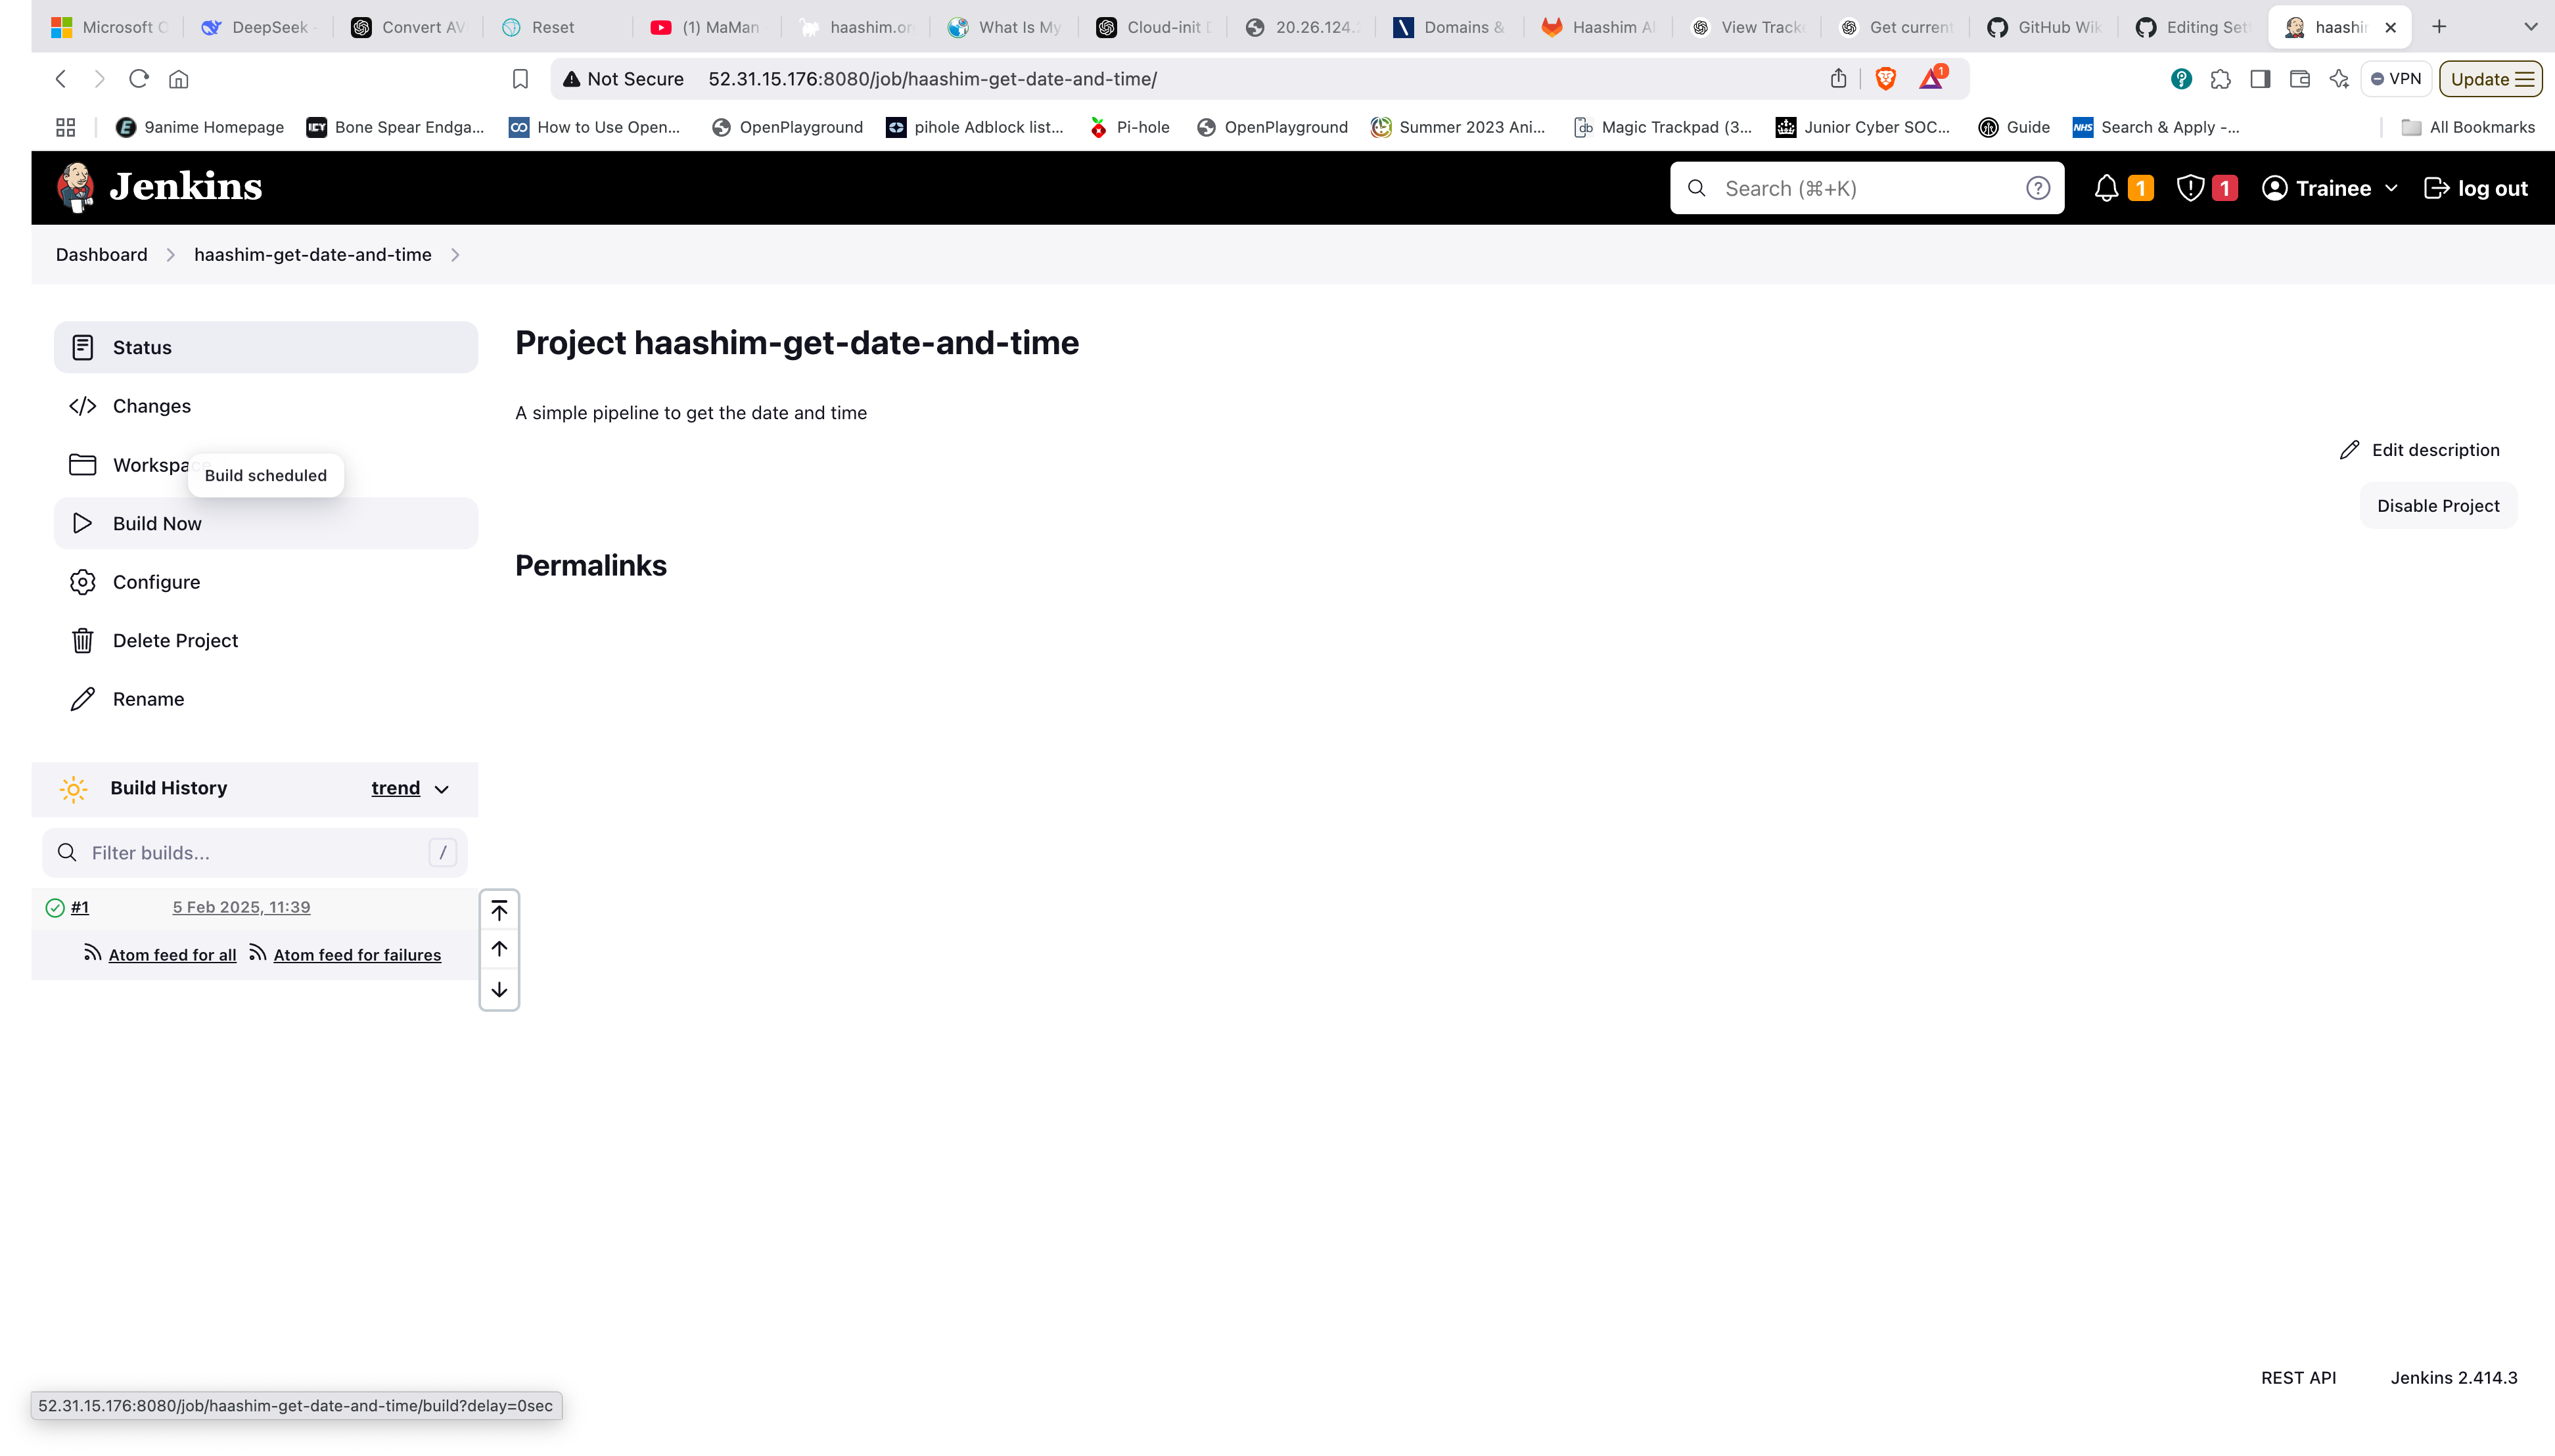 Microsoft O DeepSeek - Convert AV Reset (1) MaMan haashim.or What Is My Cloud-init D 20.26.124. Domains & Haashim A View Track Get current GitHub Wik Editing Set haashin
Not Secure 52.31.15.176:8080/job/haashim-get-date-and-time/ 1 VPN Update
9anime Homepage ICY Bone Spear Endga... How to Use Open... OpenPlayground pihole Adblock list... Pi-hole OpenPlayground Summer 2023 Ani... Magic Trackpad (3... Junior Cyber SOC... Guide NHS Search & Apply -... All Bookmarks
Jenkins Search (⌘+K) 1 1 Trainee log out
Dashboard haashim-get-date-and-time
Status
Changes
Workspa
Build scheduled
Build Now
Configure
Delete Project
Rename
Build History trend
Filter builds... /
#1 5 Feb 2025, 11:39
Atom feed for all Atom feed for failures
Project haashim-get-date-and-time
A simple pipeline to get the date and time
Edit description
Disable Project
Permalinks
REST API Jenkins 2.414.3
52.31.15.176:8080/job/haashim-get-date-and-time/build?delay=0sec